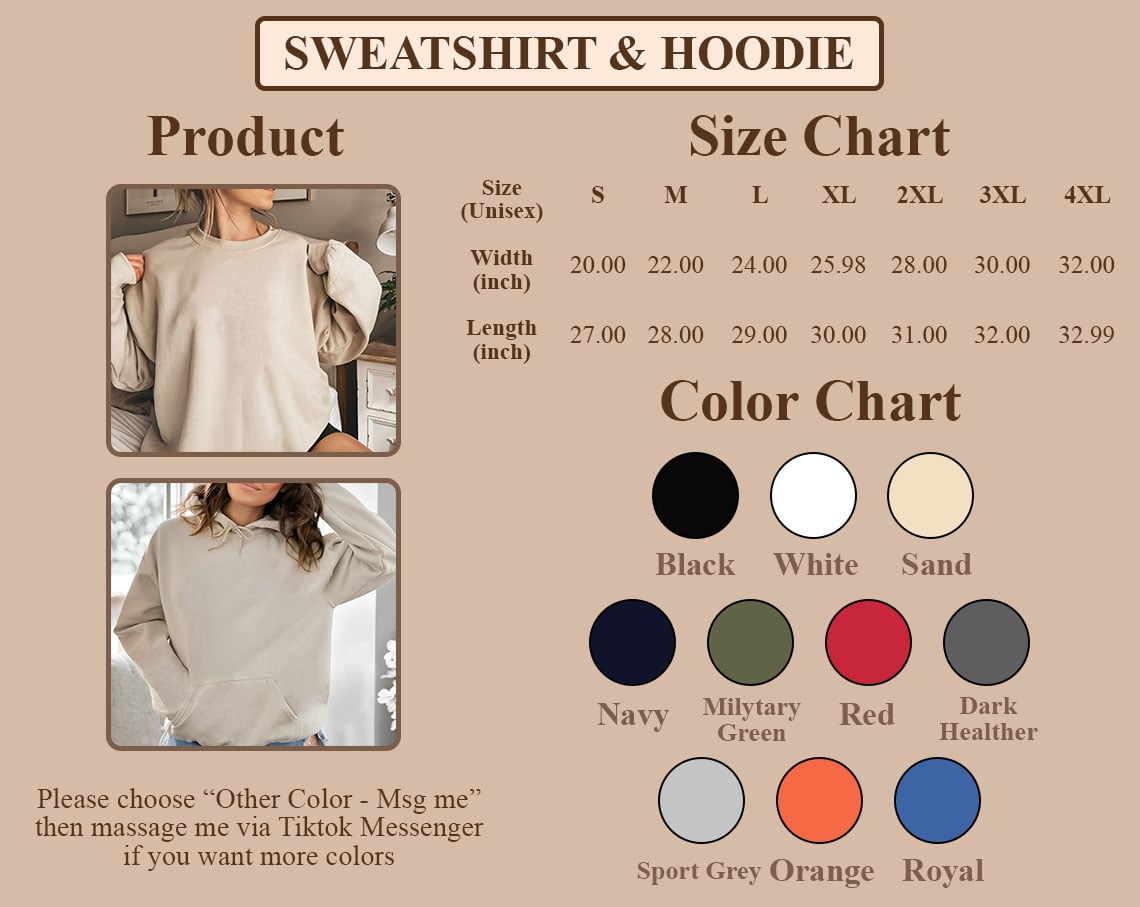 SWEATSHIRT & HOODIE
Product
Size Chart
Size
(Unisex)
S M L XL 2XL 3XL 4XL
Width
(inch)
20.00 22.00 24.00 25.98 28.00 30.00 32.00
Length
(inch)
27.00 28.00 29.00 30.00 31.00 32.00 32.99
Color Chart
Black White Sand
Navy
Milytary
Green
Red
Dark
Healther
Sport Grey Orange Royal
Please choose “Other Color - Msg me”
then massage me via Tiktok Messenger
if you want more colors